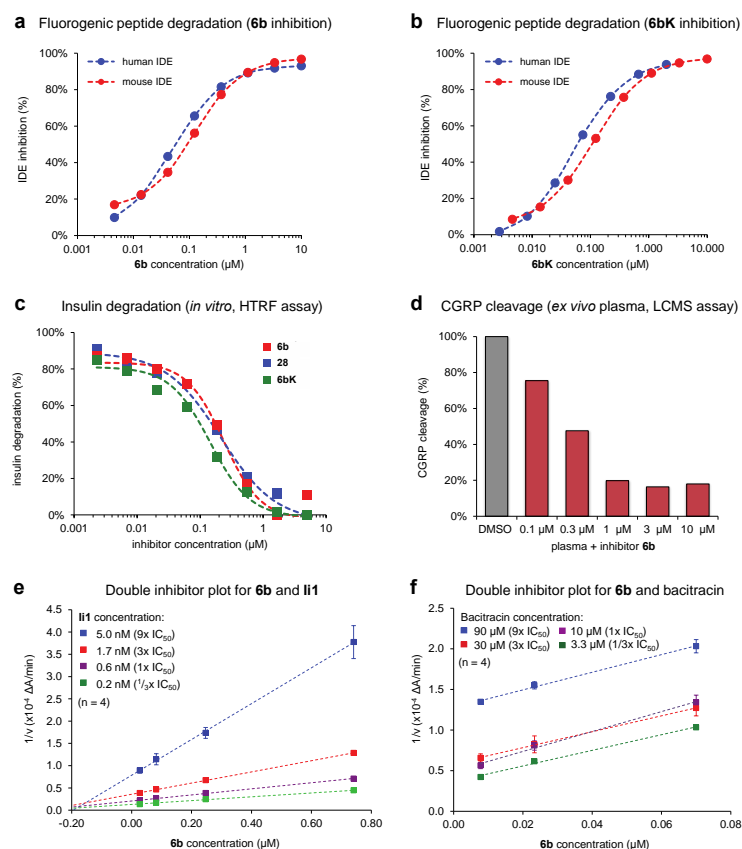 a Fluorogenic peptide degradation (6b inhibition)
100%
80%
60%
40%
20%
0%
IDE inhibition (%)
human IDE
mouse IDE
0.001 0.01 0.1 1 10
6b concentration (µM)
b Fluorogenic peptide degradation (6bK inhibition)
100%
80%
60%
40%
20%
0%
IDE inhibition (%)
human IDE
mouse IDE
0.001 0.010 0.100 1.000 10.000
6bK concentration (µM)
c Insulin degradation (in vitro, HTRF assay)
100%
80%
60%
40%
20%
0%
insulin degradation (%)
6b
28
6bK
0.001 0.01 0.1 1 10
inhibitor concentration (µM)
d CGRP cleavage (ex vivo plasma, LCMS assay)
100%
80%
60%
40%
20%
0%
CGRP cleavage (%)
DMSO 0.1 µM 0.3 µM 1 µM 3 µM 10 µM
plasma + inhibitor 6b
e Double inhibitor plot for 6b and li1
li1 concentration:
5.0 nM (9x IC50)
1.7 nM (3x IC50)
0.6 nM (1x IC50)
0.2 nM (1/3x IC50)
(n = 4)
4.5
4.0
3.5
3.0
2.5
2.0
1.5
1.0
0.5
0.0
1/v (x10⁻⁴ ΔA/min)
-0.20 0.00 0.20 0.40 0.60 0.80
6b concentration (µM)
f Double inhibitor plot for 6b and bacitracin
Bacitracin concentration:
90 µM (9x IC50) 10 µM (1x IC50)
30 µM (3x IC50) 3.3 µM (1/3x IC50)
(n = 4)
2.5
2.0
1.5
1.0
0.5
0.0
1/v (x10⁻⁴ ΔA/min)
0.00 0.02 0.04 0.06 0.08
6b concentration (µM)